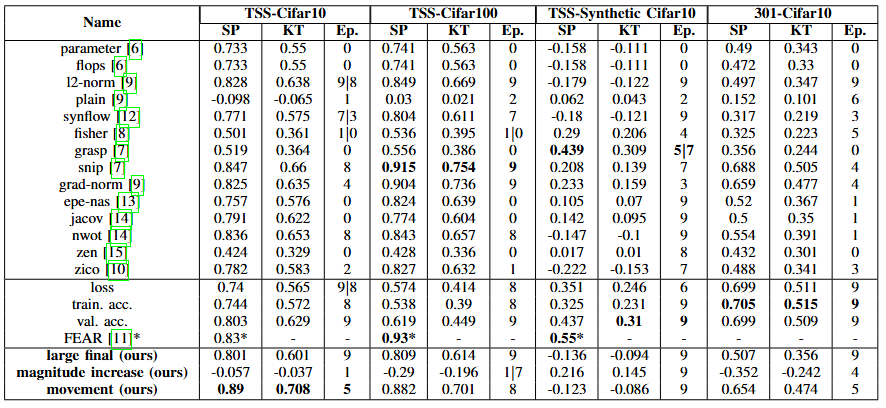 Name TSS-Cifar10 TSS-Cifar100 TSS-Synthetic Cifar10 301-Cifar10
SP KT Ep. SP KT Ep. SP KT Ep. SP KT Ep.
parameter [6] 0.733 0.55 0 0.741 0.563 0 -0.158 -0.111 0 0.49 0.343 0
flops [6 0.733 0.55 0 0.741 0.563 0 -0.158 -0.111 0 0.472 0.33 0
l2-norm [9] 0.828 0.638 9|8 0.849 0.669 9 -0.179 -0.122 9 0.497 0.347 9
plain [9] -0.098 -0.065 1 0.03 0.021 2 0.062 0.043 2 0.152 0.101 6
synflow [12] 0.771 0.575 7|3 0.804 0.611 7 -0.18 -0.121 9 0.317 0.219 3
fisher [8] 0.501 0.361 1|0 0.536 0.395 1|0 0.29 0.206 4 0.325 0.223 5
grasp [7] 0.519 0.364 0 0.556 0.386 0 0.439 0.309 5|7 0.356 0.244 0
snip [7] 0.847 0.66 8 0.915 0.754 9 0.208 0.139 7 0.688 0.505 4
grad-norm [9] 0.825 0.635 4 0.904 0.736 9 0.233 0.159 3 0.659 0.477 4
epe-nas [13] 0.757 0.576 0 0.824 0.639 0 0.105 0.07 9 0.52 0.367 1
jacov [14] 0.791 0.622 0 0.774 0.604 0 0.142 0.095 9 0.5 0.35 1
nwot [14] 0.836 0.653 8 0.843 0.657 8 -0.147 -0.1 9 0.554 0.391 1
zen [15] 0.424 0.329 0 0.428 0.336 0 0.017 0.01 8 0.432 0.301 0
zico [10] 0.782 0.583 2 0.827 0.632 1 -0.222 -0.153 7 0.488 0.341 3
loss 0.74 0.565 9|8 0.574 0.414 8 0.351 0.246 6 0.699 0.511 9
train. acc. 0.744 0.572 8 0.538 0.39 8 0.325 0.231 9 0.705 0.515 9
val. acc. 0.803 0.629 9 0.619 0.449 9 0.437 0.31 9 0.699 0.509 9
FEAR [11]* 0.83* - - 0.93* - - 0.55* - - - - -
large final (ours) 0.801 0.601 9 0.809 0.614 9 -0.136 -0.094 9 0.507 0.356 9
magnitude increase (ours) -0.057 -0.037 1 -0.29 -0.196 1|7 0.216 0.145 9 -0.352 -0.242 4
movement (ours) 0.89 0.708 5 0.882 0.701 8 -0.123 -0.086 9 0.654 0.474 5